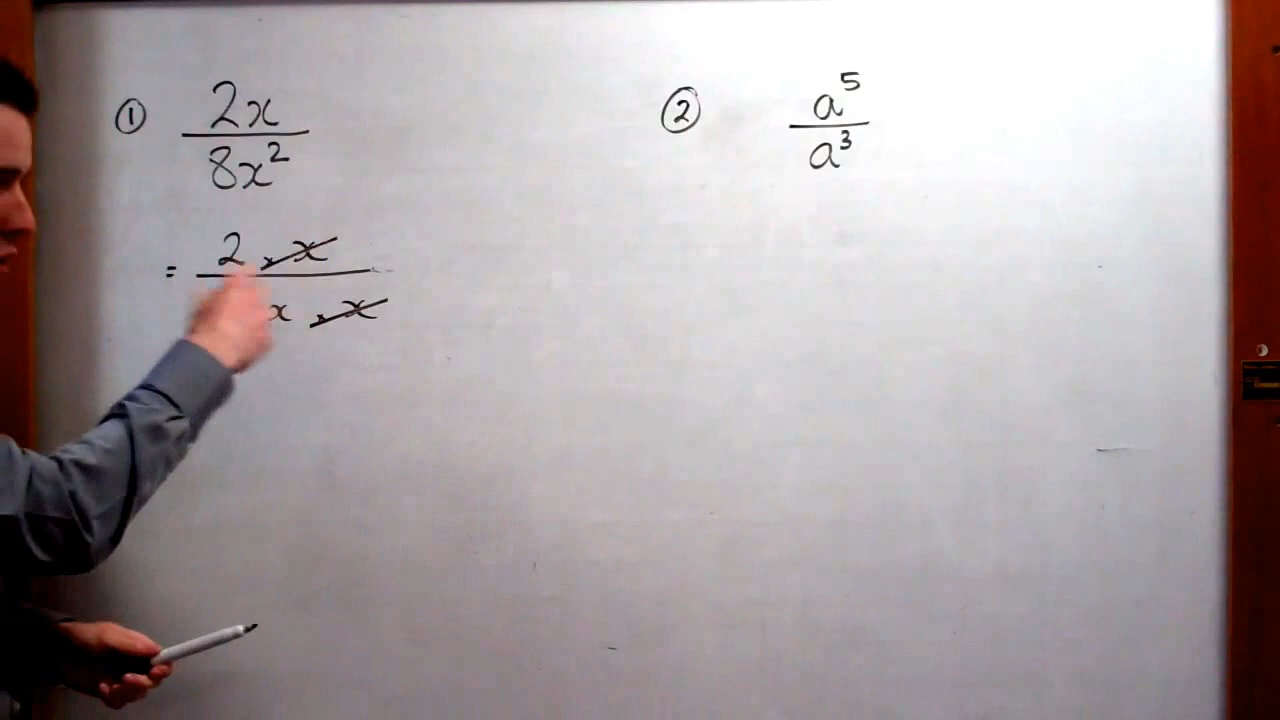 ① 2x
8x²
= 2 . x
x . x
② a⁵
a³